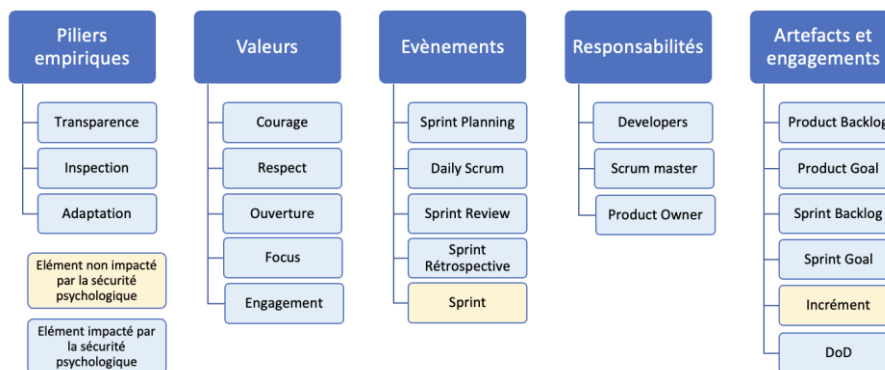 Piliers
empiriques
Transparence
Inspection
Adaptation
Elément non impacté
par la sécurité
psychologique
Elément impacté par
la sécurité
psychologique
Valeurs
Courage
Respect
Ouverture
Focus
Engagement
Evènements
Sprint Planning
Daily Scrum
Sprint Review
Sprint
Rétrospective
Sprint
Responsabilités
Developers
Scrum master
Product Owner
Artefacts et
engagements
Product Backlog
Product Goal
Sprint Backlog
Sprint Goal
Incrément
DoD